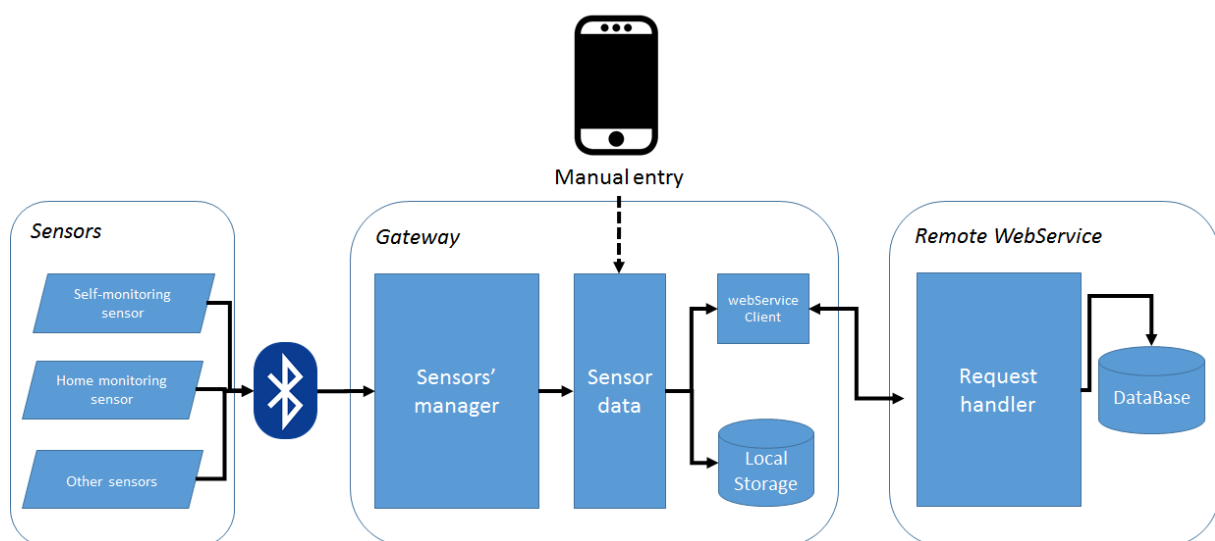 Manual entry
Sensors
Self-monitoring
sensor
Home monitoring
sensor
Other sensors
Gateway
Sensors’
manager
Sensor
data
webService
Client
Local
Storage
Remote WebService
Request
handler
DataBase